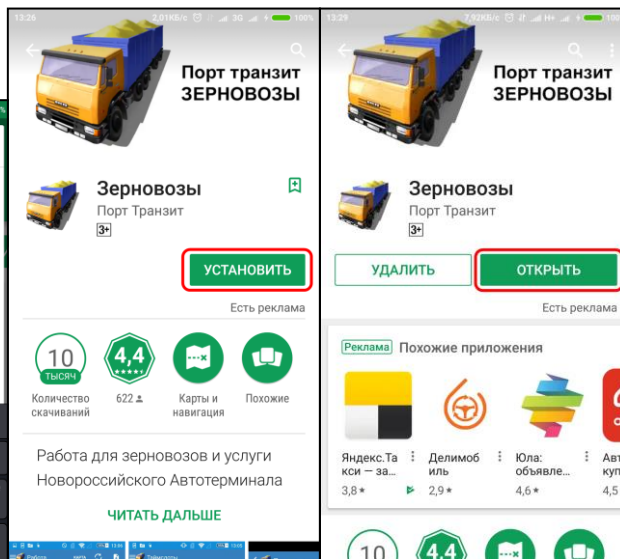 13:26 2,01КБ/с 3G 100%
Порт транзит
ЗЕРНОВОЗЫ
Зерновозы
Порт Транзит
3+
УСТАНОВИТЬ
Есть реклама
10
ТЫСЯЧ
Количество
скачиваний
4,4
622
Карты и
навигация
Похожие
Работа для зерновозов и услуги
Новороссийского Автотерминала
ЧИТАТЬ ДАЛЬШЕ
13:29 7,92КБ/с H+ 100
Порт транзит
ЗЕРНОВОЗЫ
Зерновозы
Порт Транзит
3+
УДАЛИТЬ
ОТКРЫТЬ
Есть реклама
Реклама Похожие приложения
Яндекс.Та
кси — за...
3,8
Делимоб
иль
2,9
Юла:
объявле...
4,6
Авт
куп
4,5
10
4,4